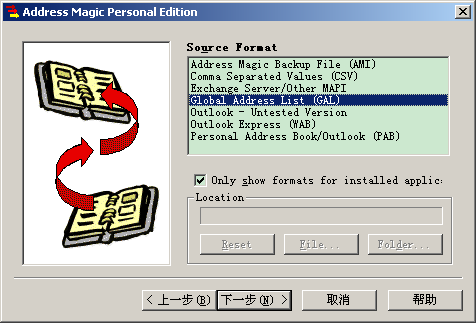 Address Magic Personal Edition
Source Format
Address Magic Backup File (AMI)
Comma Separated Values (CSV)
Exchange Server/Other MAPI
Global Address List (GAL)
Outlook - Untested Version
Outlook Express (WAB)
Personal Address Book/Outlook (PAB)
Only show formats for installed applic:
Location
Reset File... Folder...
< 上一步(B) 下一步(N) > 取消 帮助